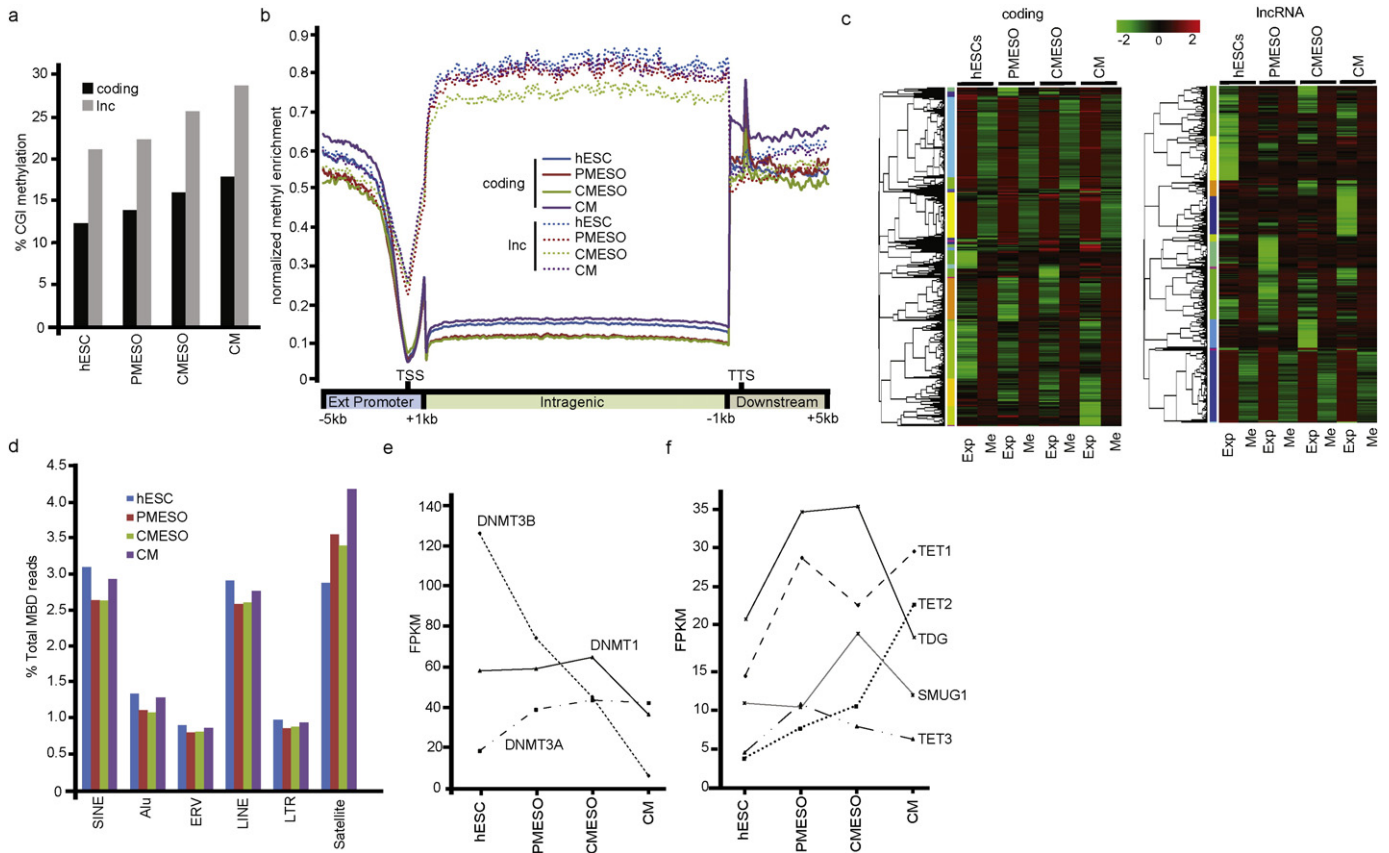 a
% CGI methylation
30
25
20
15
10
5
0
coding
lnc
hESC
PMESO
CMESO
CM
b
normalized methyl enrichment
0.9
0.8
0.7
0.6
0.5
0.4
0.3
0.2
0.1
0
coding
hESC
PMESO
CMESO
CM
lnc
hESC
PMESO
CMESO
CM
TSS
TTS
Ext Promoter
Intragenic
Downstream
-5kb
+1kb
-1kb
+5kb
c
coding
-2 0 2
lncRNA
hESCs
PMESO
CMESO
CM
hESCs
PMESO
CMESO
CM
Exp
Me
Exp
Me
Exp
Me
Exp
Me
Exp
Me
Exp
Me
Exp
Me
Exp
Me
d
% Total MBD reads
4.5
4.0
3.5
3.0
2.5
2.0
1.5
1.0
0.5
0
hESC
PMESO
CMESO
CM
SINE
Alu
ERV
LINE
LTR
Satellite
e
FPKM
140
120
100
80
60
40
20
0
DNMT3B
DNMT1
DNMT3A
hESC
PMESO
CMESO
CM
f
FPKM
35
30
25
20
15
10
5
0
TET1
TET2
TDG
SMUG1
TET3
hESC
PMESO
CMESO
CM